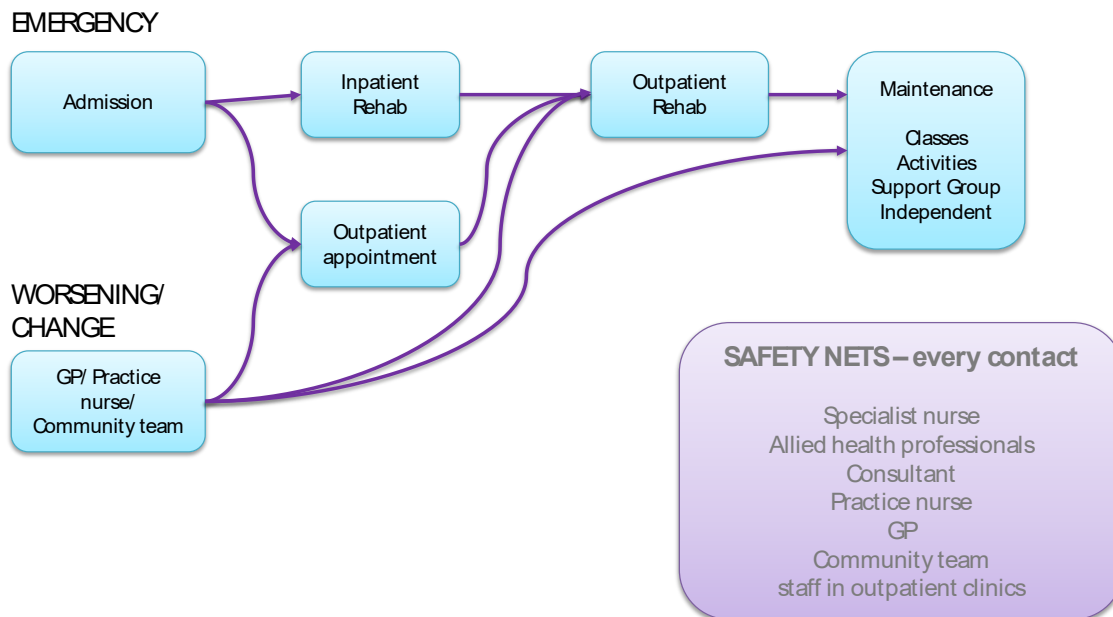 EMERGENCY
Admission
Inpatient
Rehab
Outpatient
Rehab
Maintenance
Classes
Activities
Support Group
Independent
Outpatient
appointment
WORSENING/
CHANGE
GP/ Practice
nurse/
Community team
SAFETY NETS – every contact
Specialist nurse
Allied health professionals
Consultant
Practice nurse
GP
Community team
staff in outpatient clinics